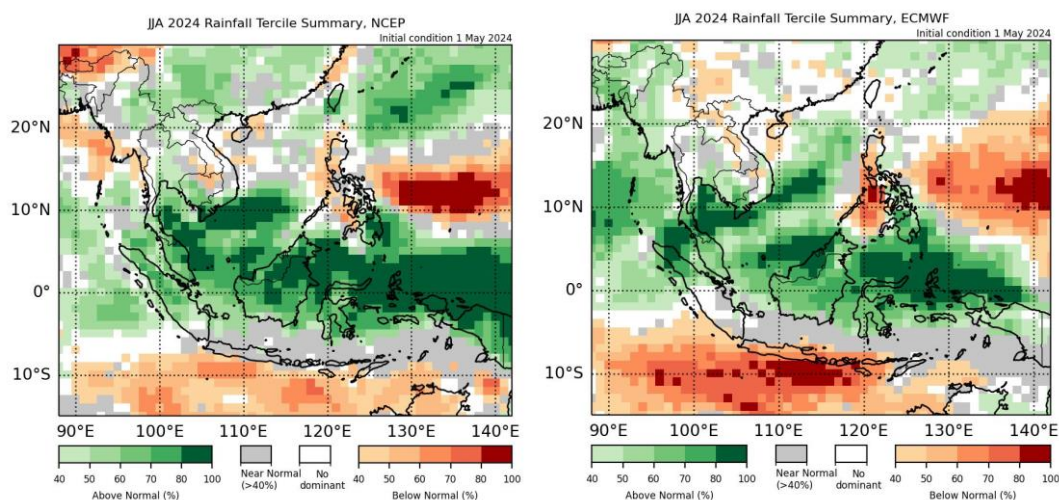 JJA 2024 Rainfall Tercile Summary, NCEP
Initial condition 1 May 2024
20°N
10°N
0°
10°S
90°E 100°E 110°E 120°E 130°E 140°E
40 50 60 70 80 100
Above Normal (%)
Near Normal
(>40%)
No
dominant
40 50 60 70 80 100
Below Normal (%)
JJA 2024 Rainfall Tercile Summary, ECMWF
Initial condition 1 May 2024
20°N
10°N
0°
10°S
90°E 100°E 110°E 120°E 130°E 140°E
40 50 60 70 80 100
Above Normal (%)
Near Normal
(>40%)
No
dominant
40 50 60 70 80 100
Below Normal (%)